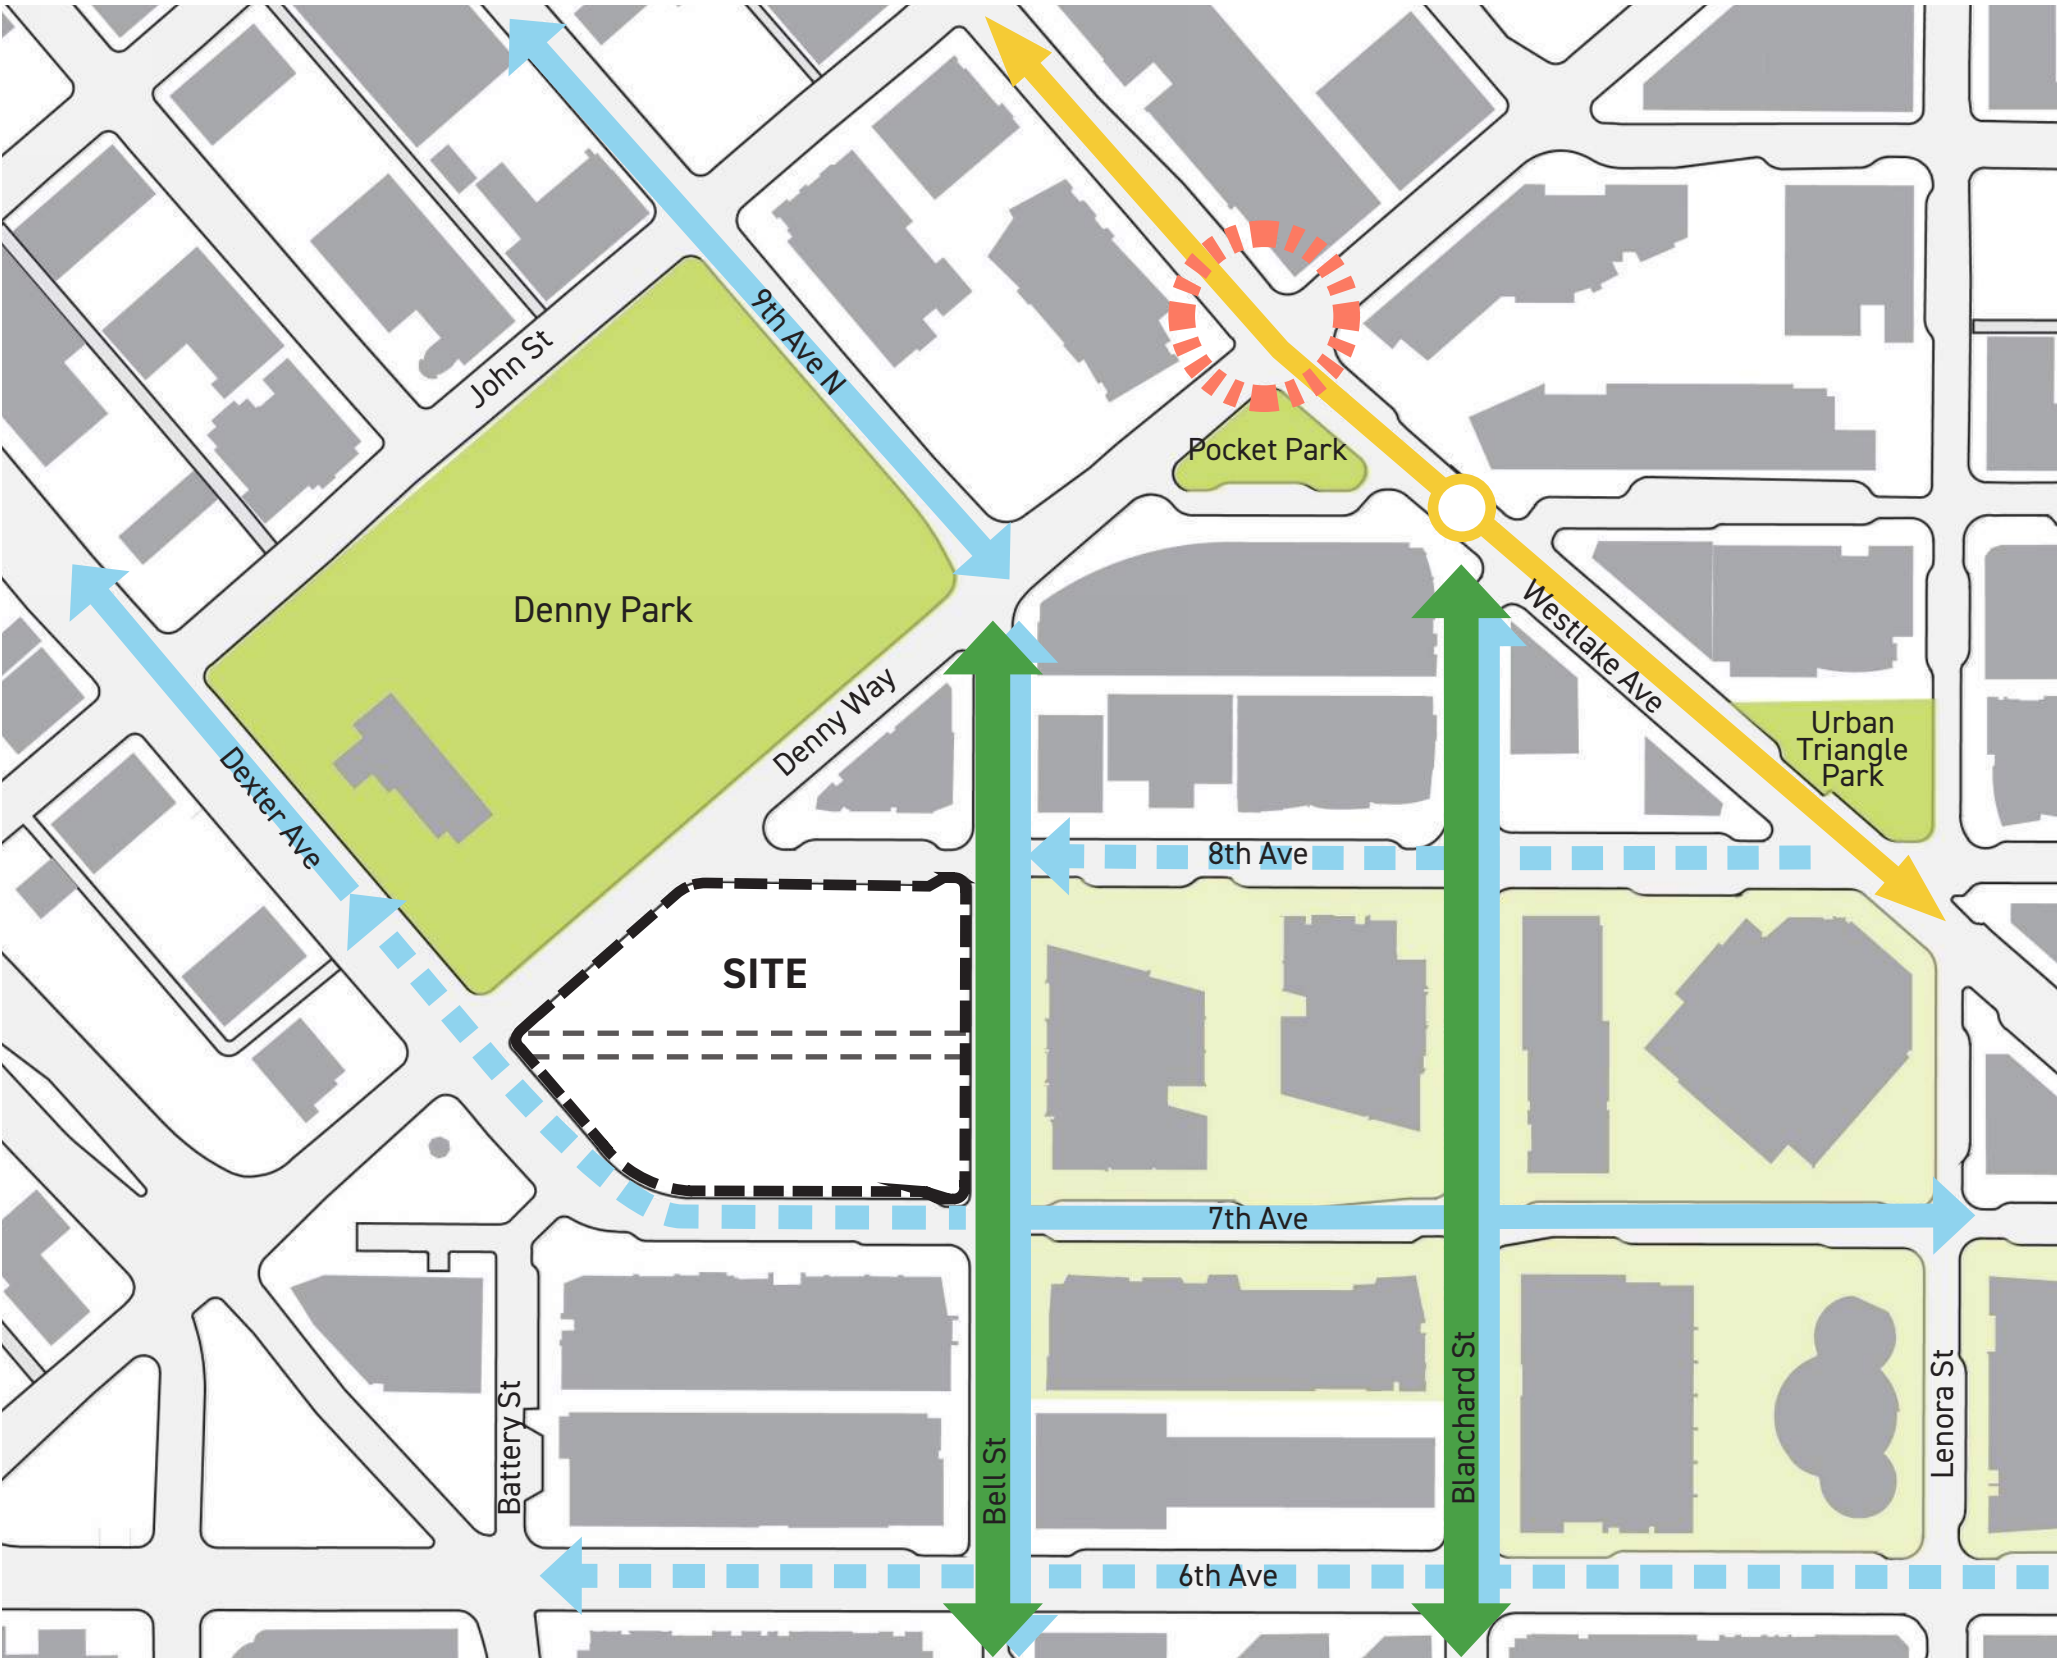 9th Ave N
John St
Pocket Park
Denny Park
Westlake Ave
Denny Way
Urban
Triangle
Park
Dexter Ave
8th Ave
SITE
7th Ave
Battery St
Bell St
Blanchard St
Lenora St
6th Ave